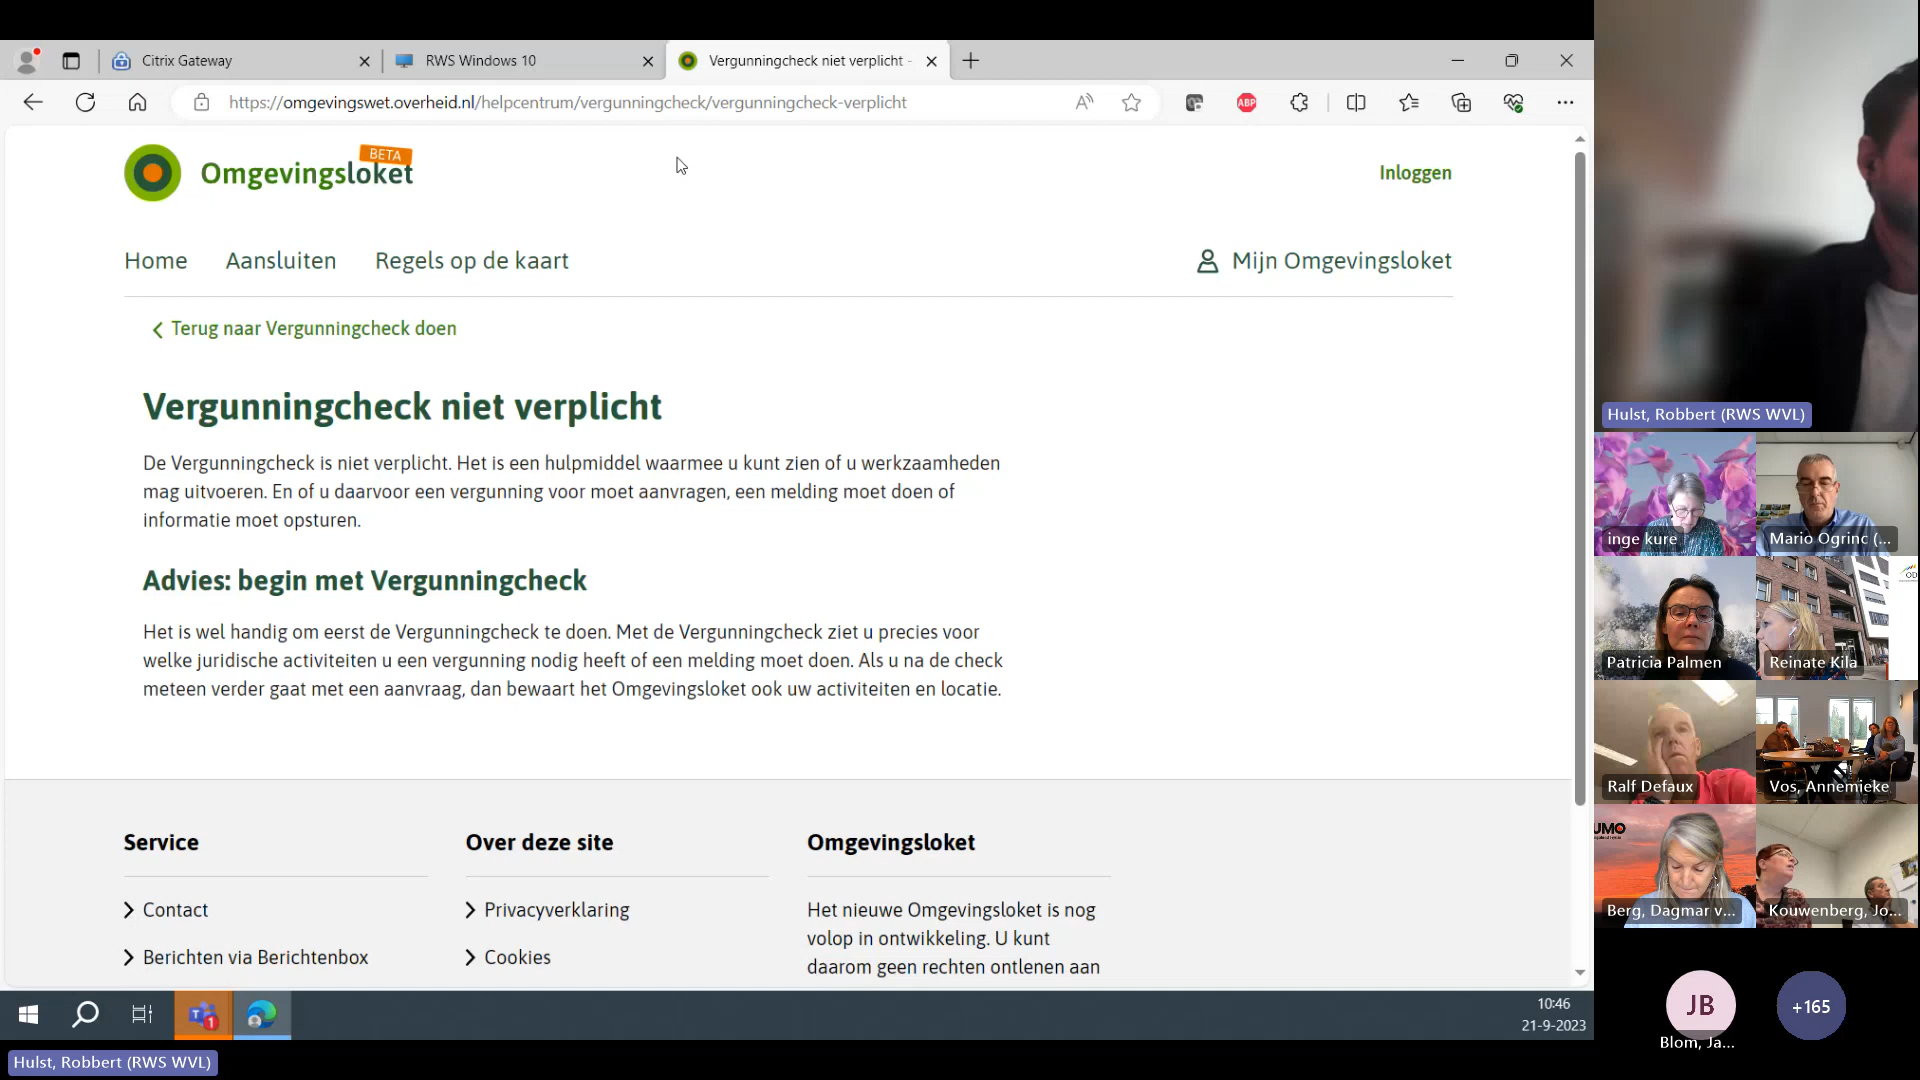 Citrix Gateway
RWS Windows 10
Vergunningcheck niet verplicht -
https://omgevingswet.overheid.nl/helpcentrum/vergunningcheck/vergunningcheck-verplicht
ABP
BETA
Omgevingsloket
Inloggen
Home
Aansluiten
Regels op de kaart
Mijn Omgevingsloket
Terug naar Vergunningcheck doen
Vergunningcheck niet verplicht
De Vergunningcheck is niet verplicht. Het is een hulpmiddel waarmee u kunt zien of u werkzaamheden
mag uitvoeren. En of u daarvoor een vergunning voor moet aanvragen, een melding moet doen of
informatie moet opsturen.
Advies: begin met Vergunningcheck
Het is wel handig om eerst de Vergunningcheck te doen. Met de Vergunningcheck ziet u precies voor
welke juridische activiteiten u een vergunning nodig heeft of een melding moet doen. Als u na de check
meteen verder gaat met een aanvraag, dan bewaart het Omgevingsloket ook uw activiteiten en locatie.
Service
Contact
Berichten via Berichtenbox
Over deze site
Privacyverklaring
Cookies
Omgevingsloket
Het nieuwe Omgevingsloket is nog
volop in ontwikkeling. U kunt
daarom geen rechten ontlenen aan
1
10:46
21-9-2023
Hulst, Robbert (RWS WVL)
Hulst, Robbert (RWS WVL)
inge kure
Mario Ogrinc (...
Patricia Palmen
OD
Reinate Kila
Ralf Defaux
Vos, Annemieke
UMO
Berg, Dagmar v...
Kouwenberg, Jo...
JB
Blom, Ja...
+165